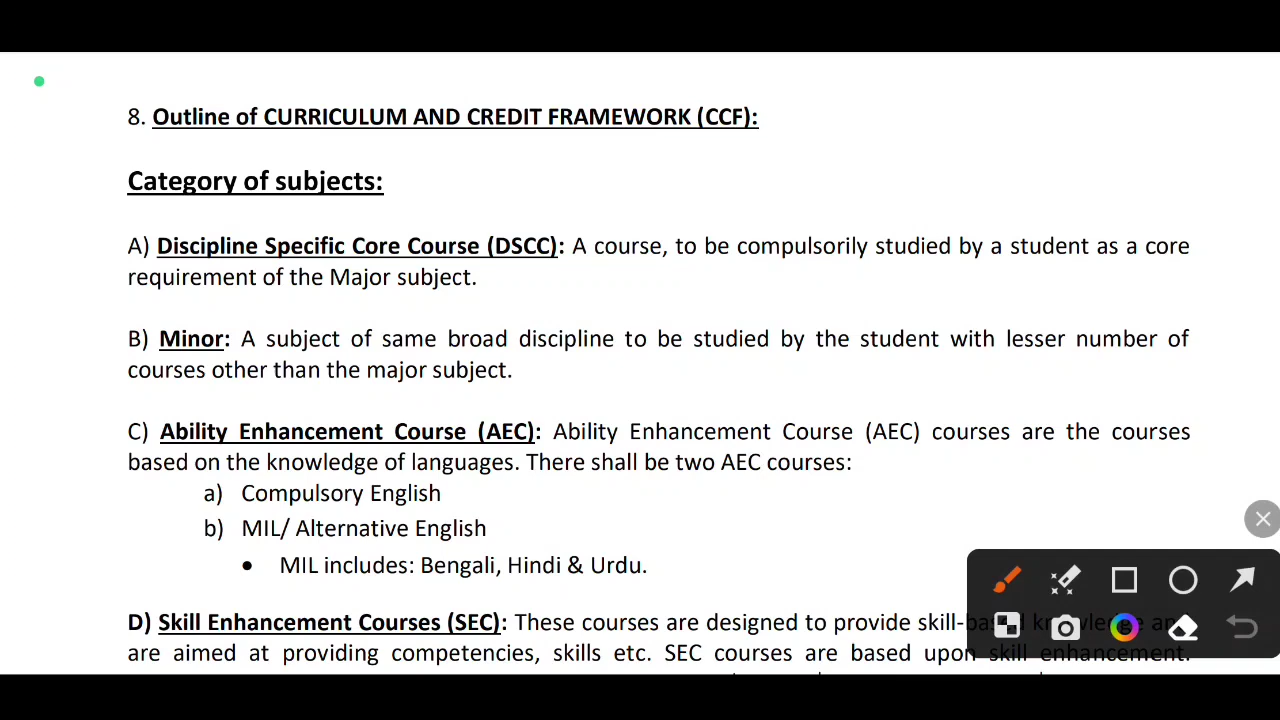 8. Outline of CURRICULUM AND CREDIT FRAMEWORK (CCF):
Category of subjects:
A) Discipline Specific Core Course (DSCC): A course, to be compulsorily studied by a student as a core
requirement of the Major subject.
B) Minor: A subject of same broad discipline to be studied by the student with lesser number of
courses other than the major subject.
C) Ability Enhancement Course (AEC): Ability Enhancement Course (AEC) courses are the courses
based on the knowledge of languages. There shall be two AEC courses:
a) Compulsory English
b) MIL/ Alternative English
• MIL includes: Bengali, Hindi & Urdu.
D) Skill Enhancement Courses (SEC): These courses are designed to provide skill-based knowledge and
are aimed at providing competencies, skills etc. SEC courses are based upon skill enhancement.